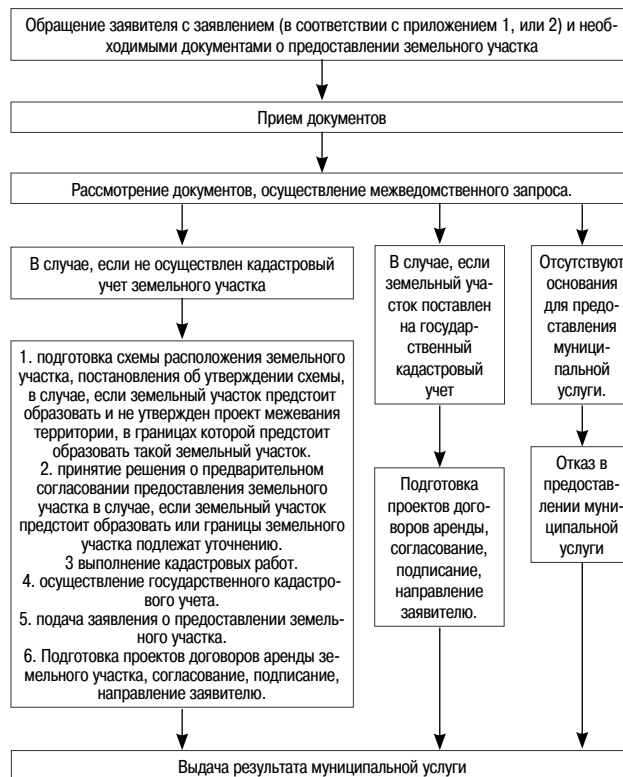 Обращение заявителя с заявлением (в соответствии с приложением 1, или 2) и необ-
ходимыми документами о предоставлении земельного участка
Прием документов
Рассмотрение документов, осуществление межведомственного запроса.
В случае, если не осуществлен кадастровый
учет земельного участка
1. подготовка схемы расположения земельного
участка, постановления об утверждении схемы,
в случае, если земельный участок предстоит
образовать и не утвержден проект межевания
территории, в границах которой предстоит
образовать такой земельный участок.
2. принятие решения о предварительном
согласовании предоставления земельного
участка в случае, если земельный участок
предстоит образовать или границы земельного
участка подлежат уточнению.
3 выполнение кадастровых работ.
4. осуществление государственного кадастро-
вого учета.
5. подача заявления о предоставлении земель-
ного участка.
6. Подготовка проектов договоров аренды зе-
мельного участка, согласование, подписание,
направление заявителю.
В случае, если
земельный уча-
сток поставлен
на государ-
ственный
кадастровый
учет
Подготовка
проектов дого-
воров аренды,
согласование,
подписание,
направление
заявителю.
Отсутствуют
основания
для предо-
ставления
муници-
пальной
услуги.
Отказ в
предостав-
лении муни-
ципальной
услуги
Выдача результата муниципальной услуги